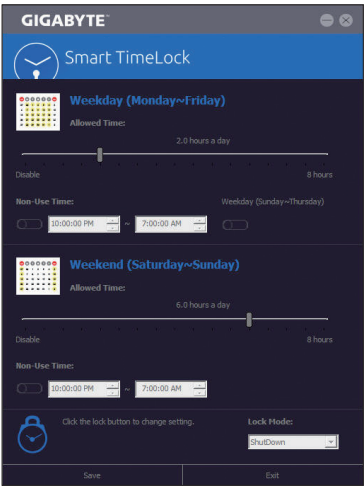 GIGABYTE™
Smart TimeLock
Weekday (Monday~Friday)
Allowed Time:
2.0 hours a day
Disable
8 hours
Non-Use Time:
Weekday (Sunday~Thursday)
10:00:00 PM ~ 7:00:00 AM
Weekend (Saturday~Sunday)
Allowed Time:
6.0 hours a day
Disable
8 hours
Non-Use Time:
10:00:00 PM ~ 7:00:00 AM
Click the lock button to change setting.
Lock Mode:
ShutDown
Save
Exit